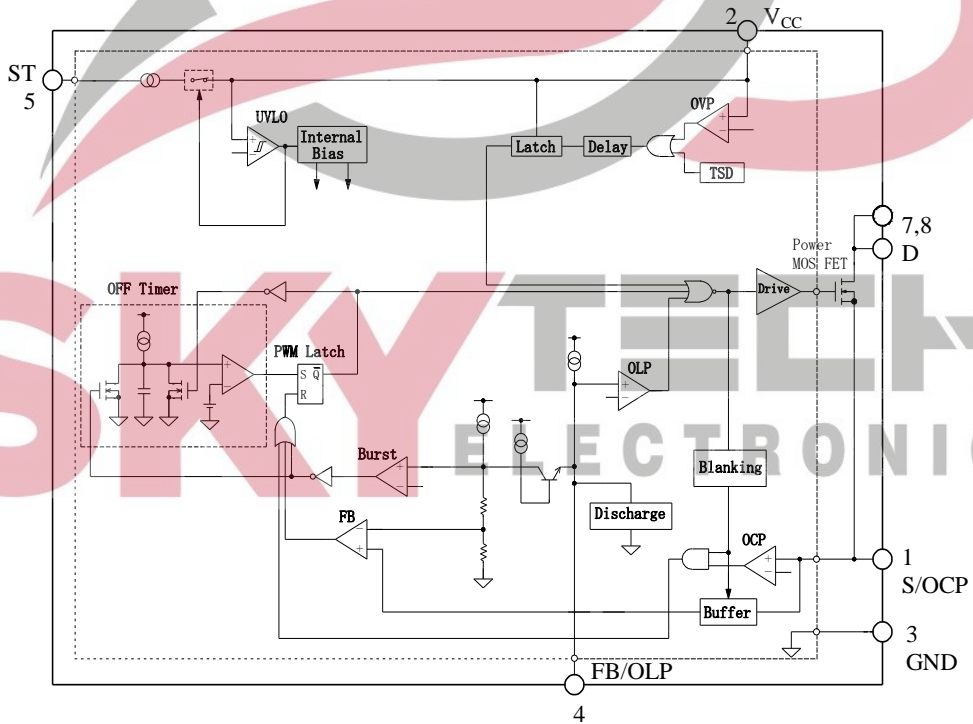 2 VCC
ST
5
UVLO
Internal
Bias
OVP
Latch
Delay
TSD
7,8
D
Power
MOS FET
OFF Timer
Drive
PWM Latch
S Q̅
R
OLP
Burst
Blanking
FB
Discharge
OCP
1
S/OCP
Buffer
3
GND
FB/OLP
4
SKYTECH
ELECTRONIC